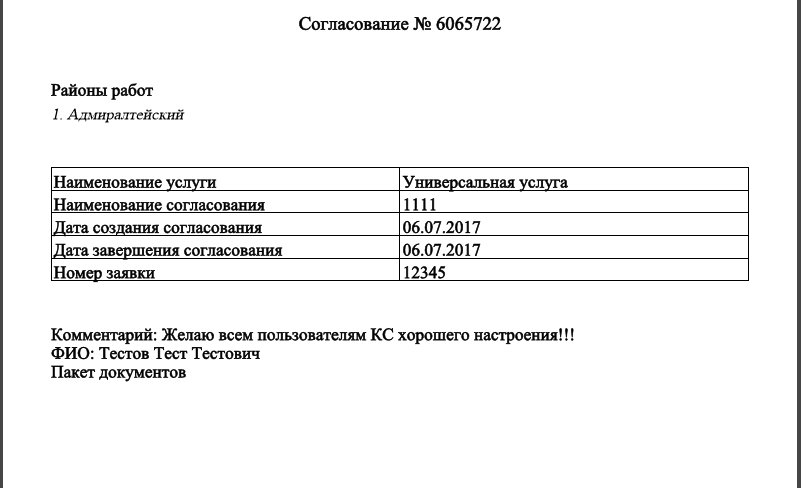 Согласование № 6065722
Районы работ
1. Адмиралтейский
Наименование услуги Универсальная услуга
Наименование согласования 1111
Дата создания согласования 06.07.2017
Дата завершения согласования 06.07.2017
Номер заявки 12345
Комментарий: Желаю всем пользователям КС хорошего настроения!!!
ФИО: Тестов Тест Тестович
Пакет документов